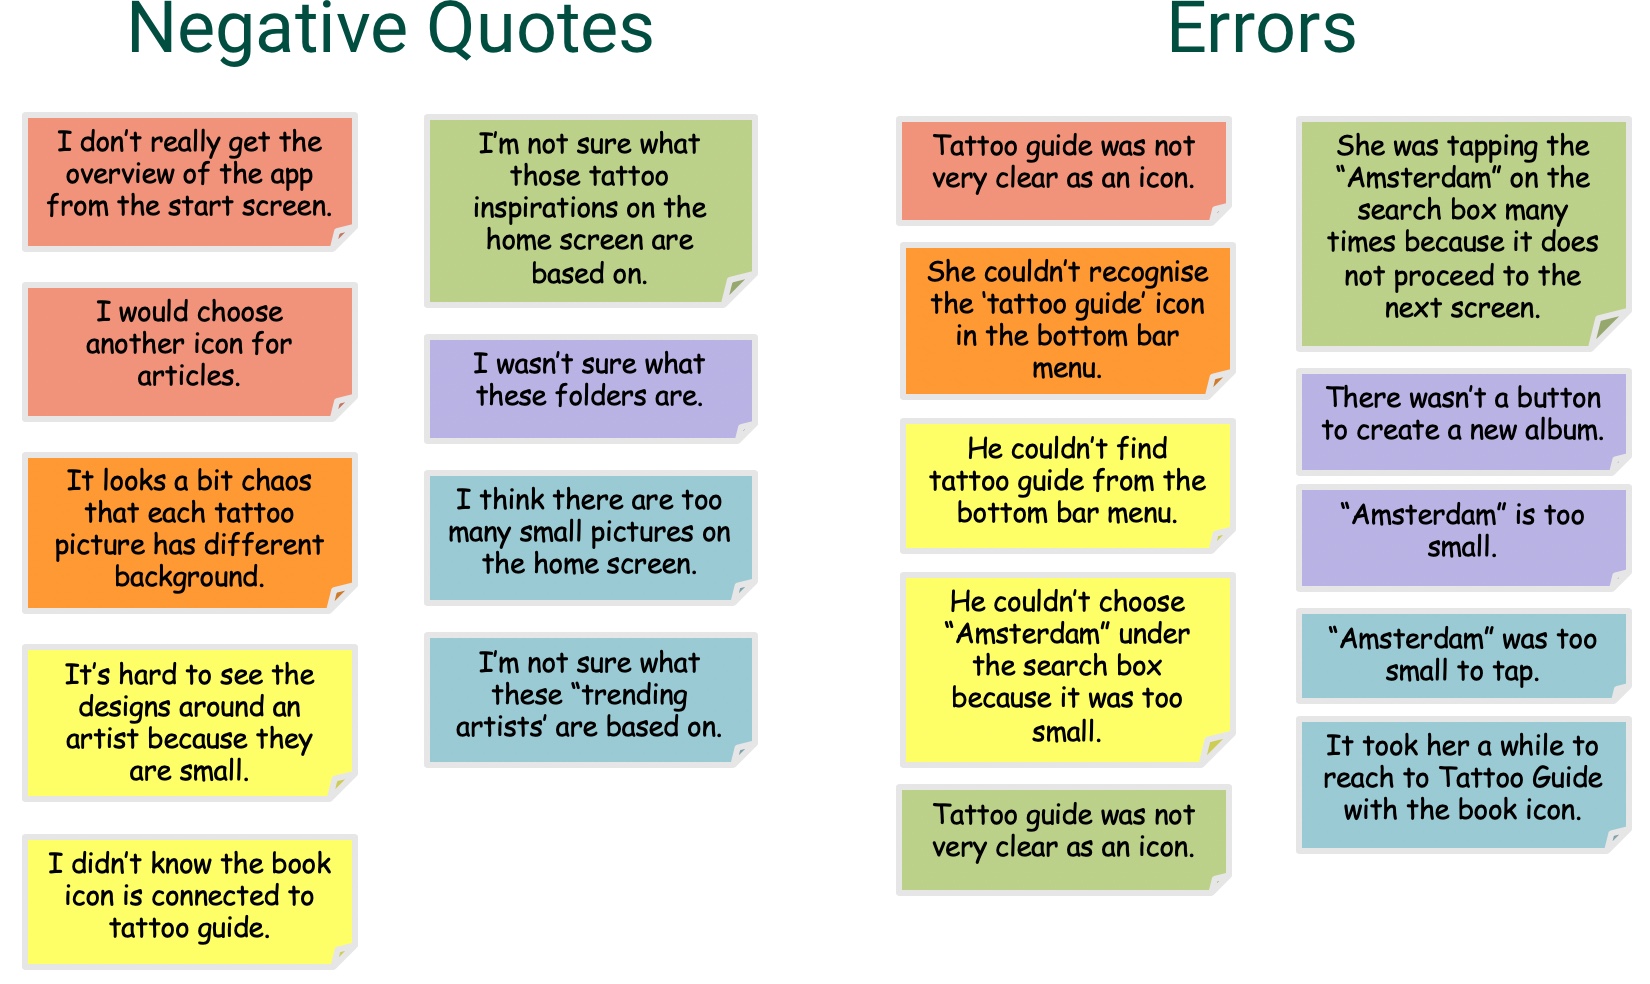 Negative Quotes
I don't really get the
overview of the app
from the start screen.
I would choose
another icon for
articles.
It looks a bit chaos
that each tattoo
picture has different
background.
It's hard to see the
designs around an
artist because they
are small.
I didn't know the book
icon is connected to
tattoo guide.
I'm not sure what
those tattoo
inspirations on the
home screen are
based on.
I wasn't sure what
these folders are.
I think there are too
many small pictures on
the home screen.
I'm not sure what
these “trending
artists' are based on.
Errors
Tattoo guide was not
very clear as an icon.
She couldn't recognise
the ‘tattoo guide’ icon
in the bottom bar
menu.
He couldn't find
tattoo guide from the
bottom bar menu.
He couldn't choose
“Amsterdam” under
the search box
because it was too
small.
Tattoo guide was not
very clear as an icon.
She was tapping the
“Amsterdam” on the
search box many
times because it does
not proceed to the
next screen.
There wasn't a button
to create a new album.
“Amsterdam” is too
small.
“Amsterdam” was too
small to tap.
It took her a while to
reach to Tattoo Guide
with the book icon.